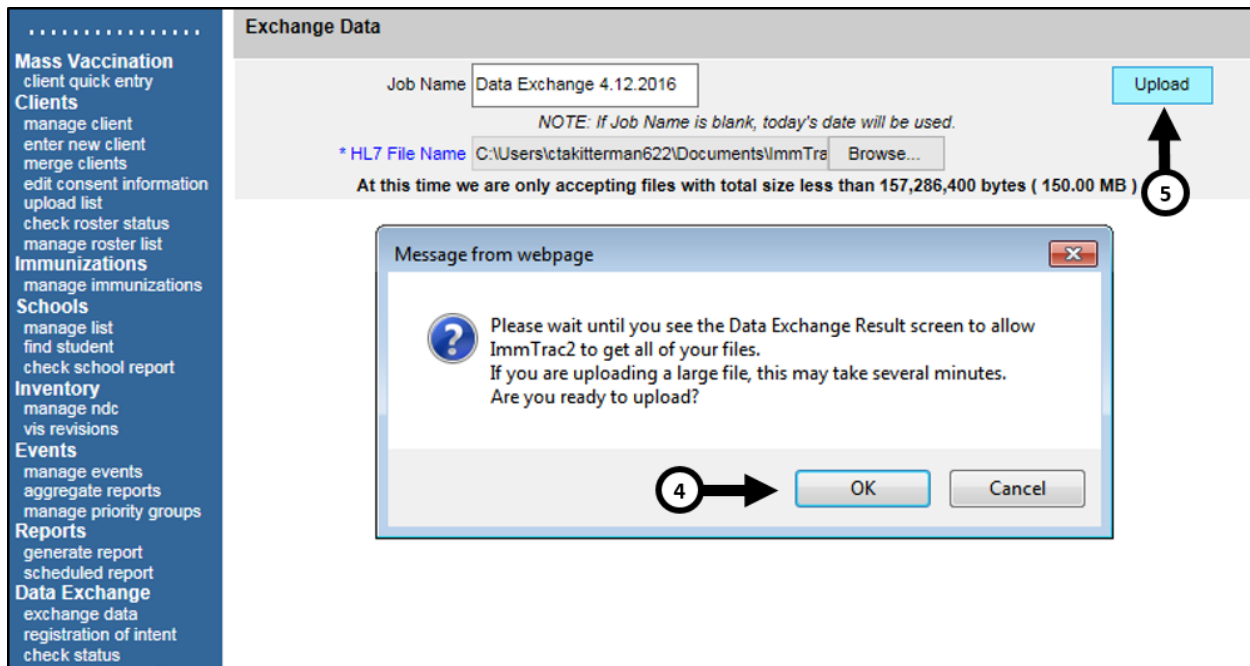 Mass Vaccination
client quick entry
Clients
manage client
enter new client
merge clients
edit consent information
upload list
check roster status
manage roster list
Immunizations
manage immunizations
Schools
manage list
find student
check school report
Inventory
manage ndc
vis revisions
Events
manage events
aggregate reports
manage priority groups
Reports
generate report
scheduled report
Data Exchange
exchange data
registration of intent
check status
Exchange Data
Job Name Data Exchange 4.12.2016 Upload
NOTE: If Job Name is blank, today's date will be used.
* HL7 File Name C:\Users\ctakitterman622\Documents\ImmTra Browse...
At this time we are only accepting files with total size less than 157,286,400 bytes ( 150.00 MB )
5
Message from webpage
Please wait until you see the Data Exchange Result screen to allow
ImmTrac2 to get all of your files.
If you are uploading a large file, this may take several minutes.
Are you ready to upload?
4 OK Cancel